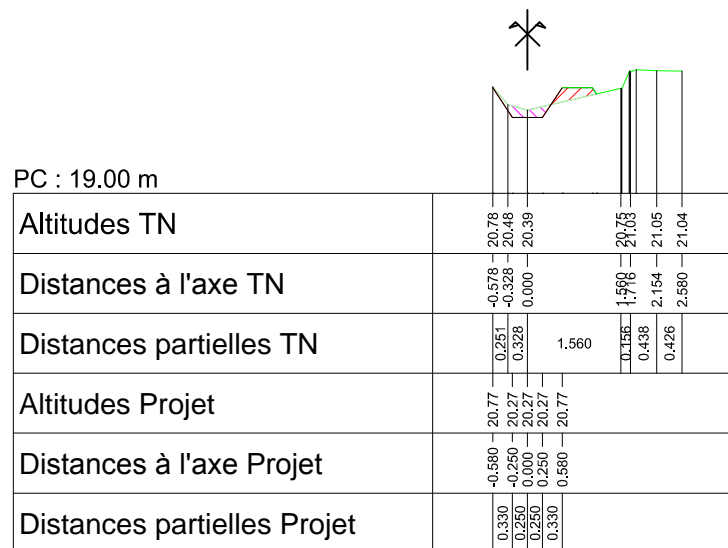 PC : 19.00 m
Altitudes TN
20.78 20.48 20.39 20.75 21.03 21.05 21.04
Distances à l'axe TN
-0.578 -0.328 0.000 1.560 1.716 2.154 2.580
Distances partielles TN
0.251 0.328 1.560 0.156 0.438 0.426
Altitudes Projet
20.77 20.27 20.27 20.27 20.77
Distances à l'axe Projet
-0.580 -0.250 0.000 0.250 0.580
Distances partielles Projet
0.330 0.250 0.250 0.330